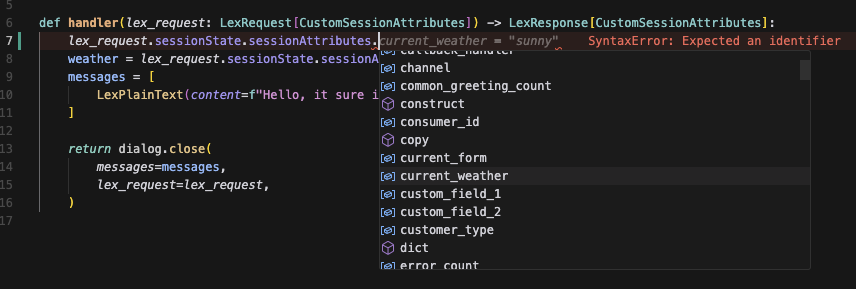 5
6 def handler(lex_request: LexRequest[CustomSessionAttributes]) -> LexResponse[CustomSessionAttributes]:
7 lex_request.sessionState.sessionAttributes.current_weather = "sunny" SyntaxError: Expected an identifier
8 weather = lex_request.sessionState.sessionA
callback_handler
9 messages = [
channel
10 LexPlainText(content=f"Hello, it sure i
common_greeting_count
11 ]
construct
12
consumer_id
13 return dialog.close(
copy
14 messages=messages,
current_form
15 lex_request=lex_request,
current_weather
16 )
custom_field_1
17
custom_field_2
customer_type
dict
error_count